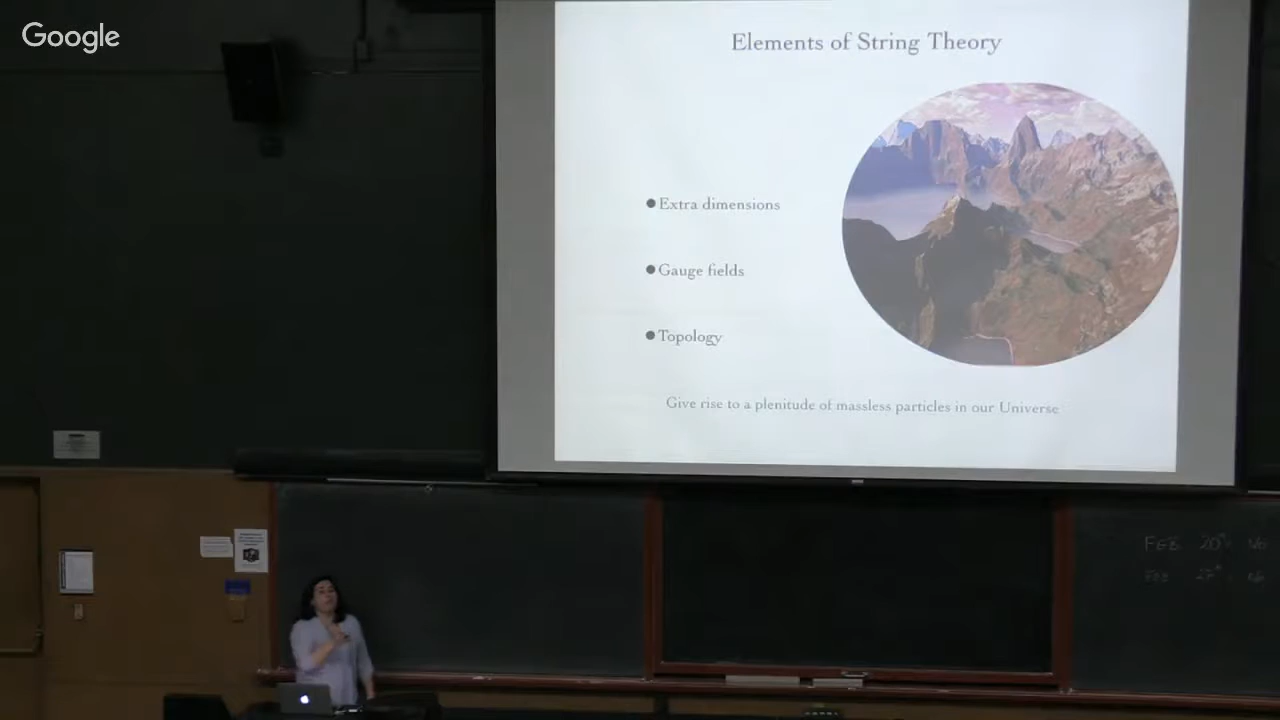 Google
Elements of String Theory
Extra dimensions
Gauge fields
Topology
Give rise to a plenitude of massless particles in our Universe